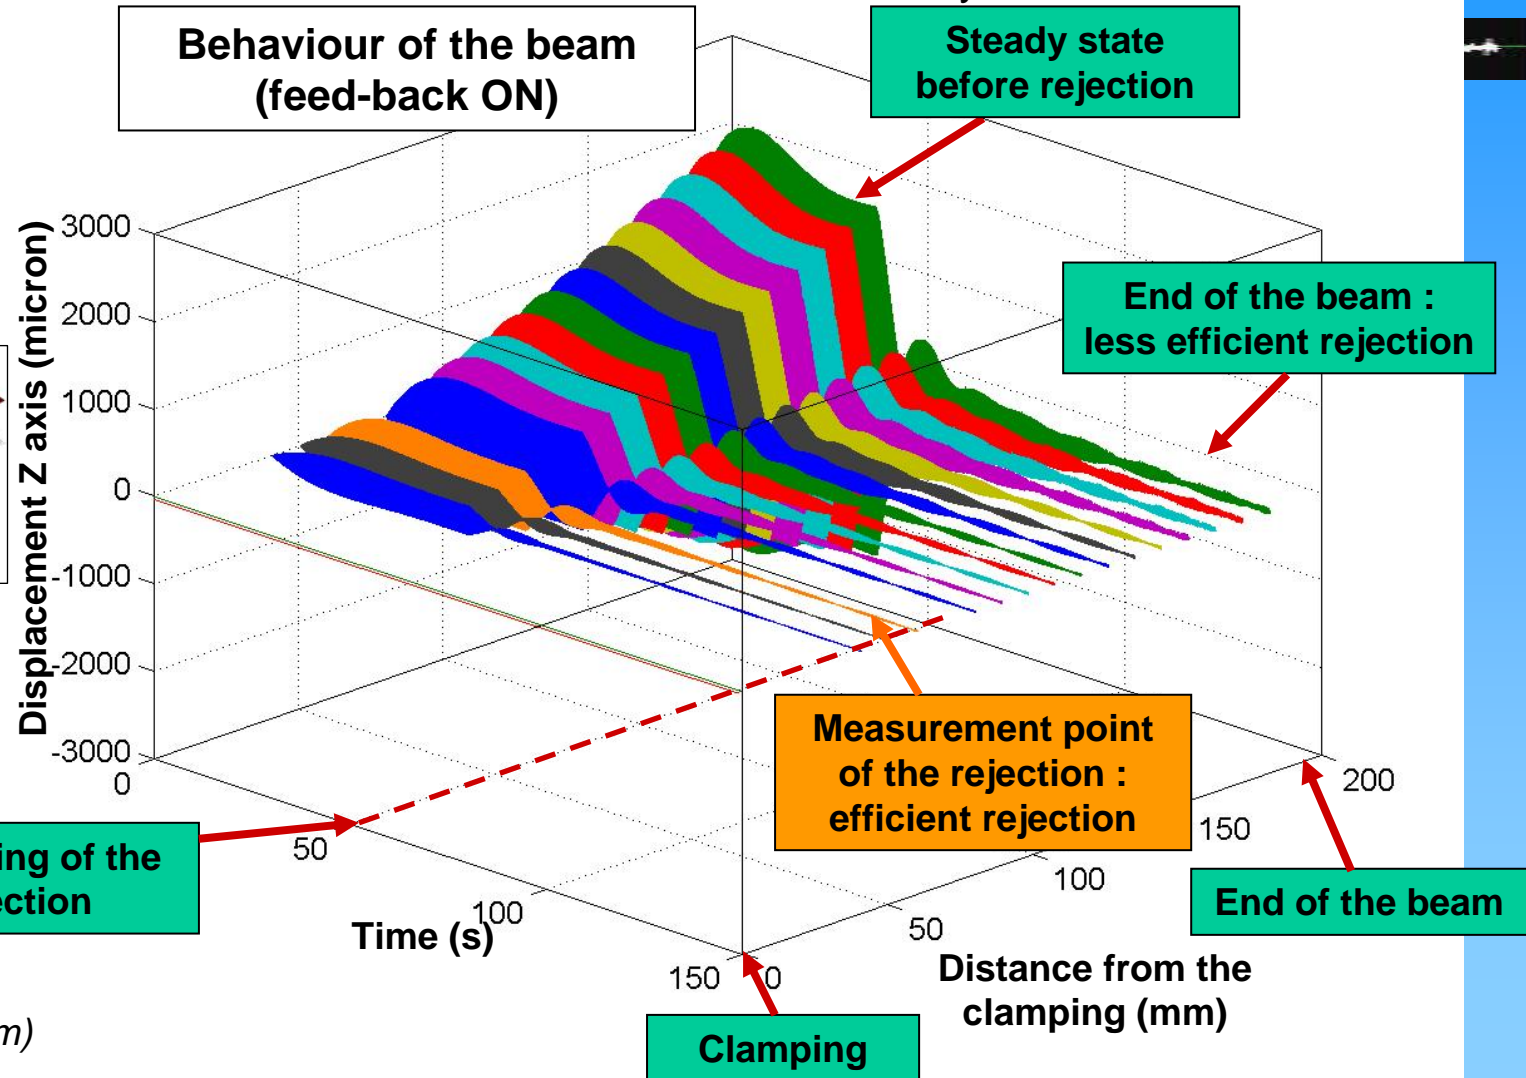 Behaviour of the beam
(feed-back ON)
Steady state
before rejection
End of the beam :
less efficient rejection
Displacement Z axis (micron)
3000
2000
1000
0
-1000
-2000
-3000
0
50
100
150
Time (s)
0
50
100
150
200
Distance from the
clamping (mm)
Measurement point
of the rejection :
efficient rejection
ing of the
ection
End of the beam
Clamping
m)